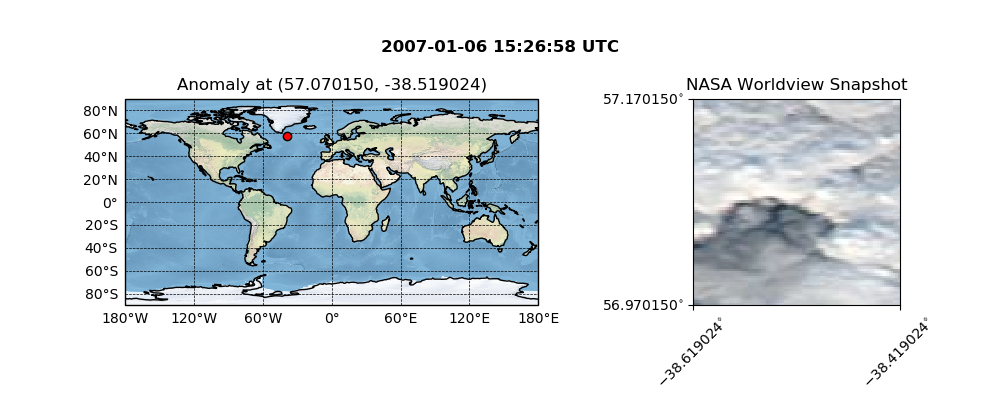 2007-01-06 15:26:58 UTC
Anomaly at (57.070150, -38.519024)
80°N
60°N
40°N
20°N
0°
20°S
40°S
60°S
80°S
180°W 120°W 60°W 0° 60°E 120°E 180°E
NASA Worldview Snapshot
57.170150°
56.970150°
−38.619024°
−38.419024°